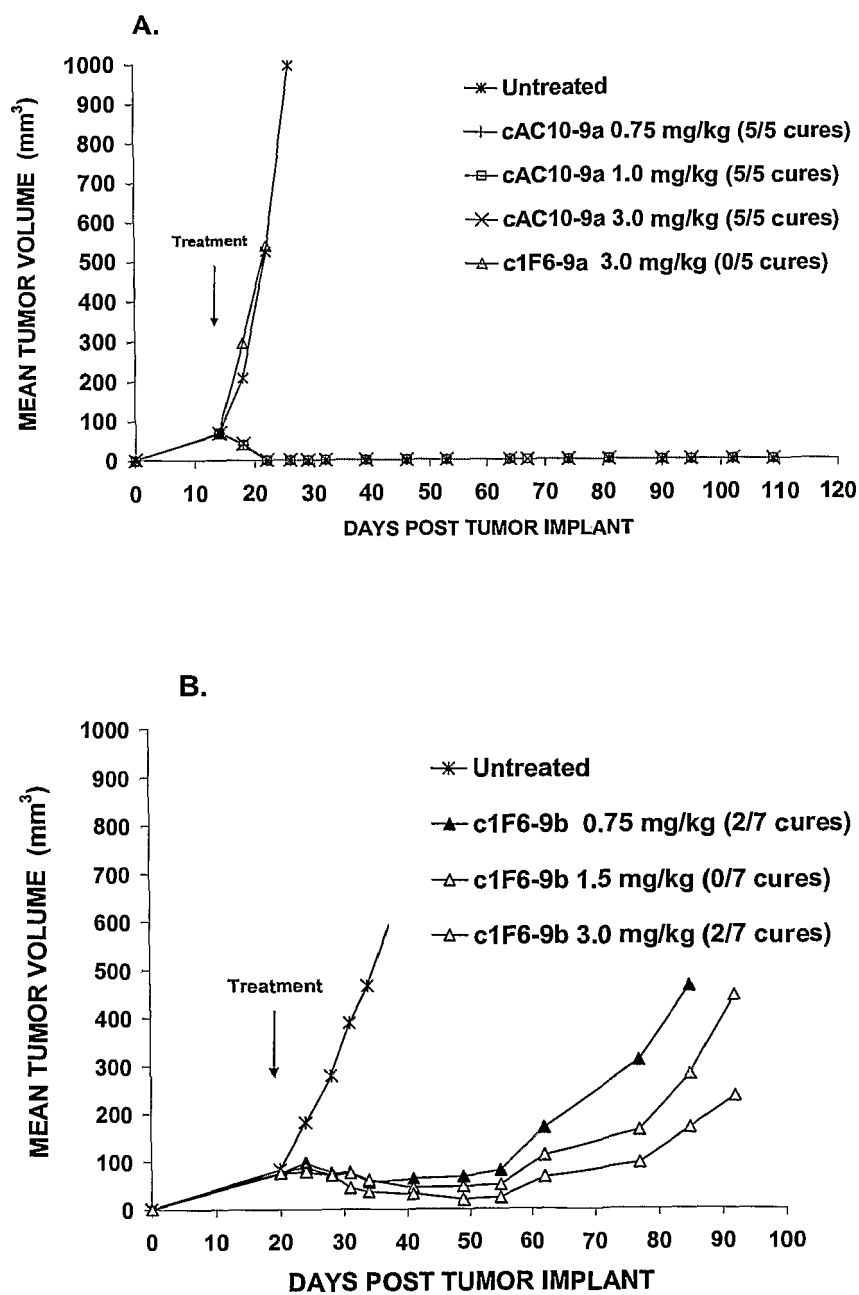 A.
MEAN TUMOR VOLUME (mm³)
1000
900
800
700
600
500
400
300
200
100
0
Treatment
Untreated
cAC10-9a 0.75 mg/kg (5/5 cures)
cAC10-9a 1.0 mg/kg (5/5 cures)
cAC10-9a 3.0 mg/kg (5/5 cures)
c1F6-9a 3.0 mg/kg (0/5 cures)
0 10 20 30 40 50 60 70 80 90 100 110 120
DAYS POST TUMOR IMPLANT
B.
MEAN TUMOR VOLUME (mm³)
1000
900
800
700
600
500
400
300
200
100
0
Treatment
Untreated
c1F6-9b 0.75 mg/kg (2/7 cures)
c1F6-9b 1.5 mg/kg (0/7 cures)
c1F6-9b 3.0 mg/kg (2/7 cures)
0 10 20 30 40 50 60 70 80 90 100
DAYS POST TUMOR IMPLANT